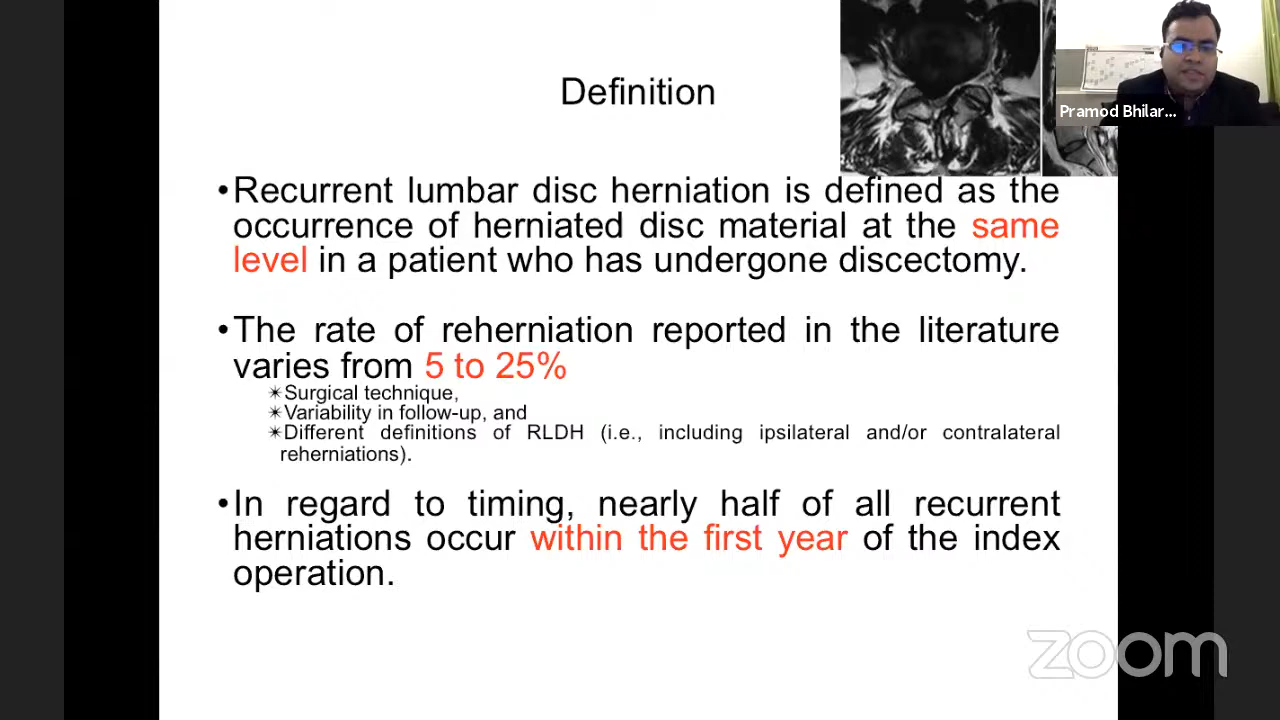 Definition
Pramod Bhilar...
•Recurrent lumbar disc herniation is defined as the
occurrence of herniated disc material at the same
level in a patient who has undergone discectomy.
•The rate of reherniation reported in the literature
varies from 5 to 25%
✴Surgical technique,
✴Variability in follow-up, and
✴Different definitions of RLDH (i.e., including ipsilateral and/or contralateral
reherniations).
•In regard to timing, nearly half of all recurrent
herniations occur within the first year of the index
operation.
zoom